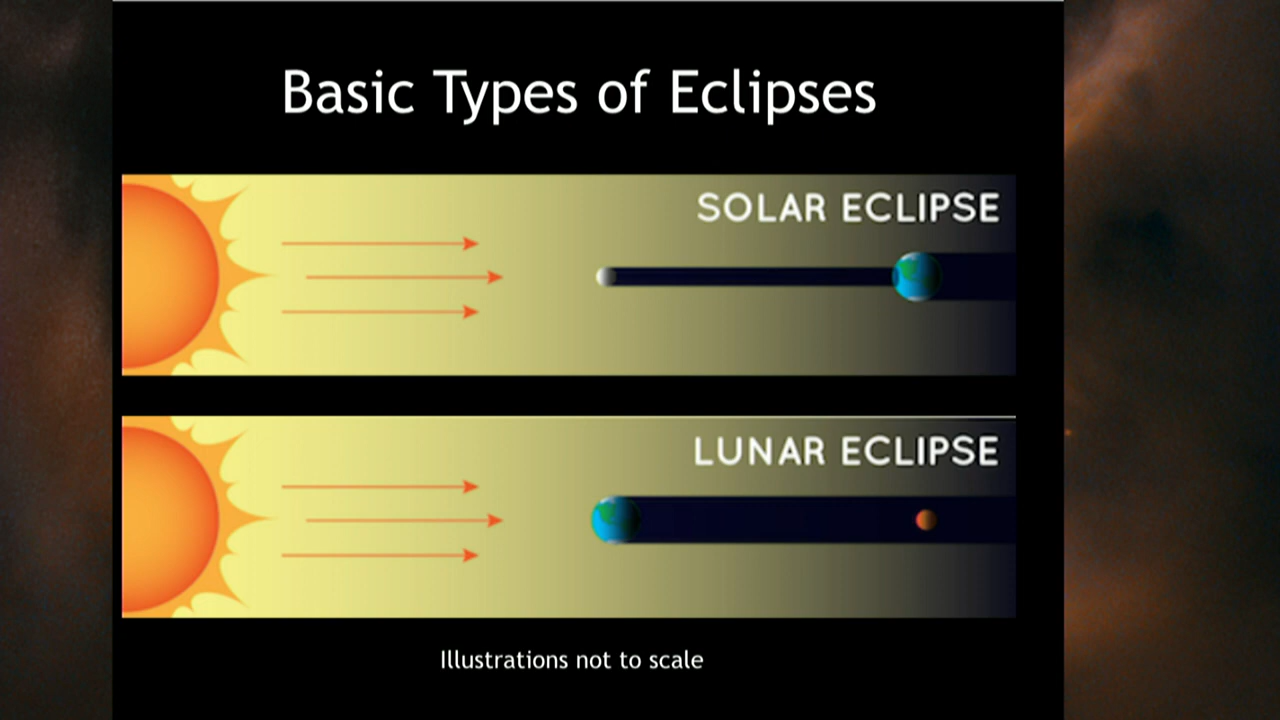 Basic Types of Eclipses
SOLAR ECLIPSE
LUNAR ECLIPSE
Illustrations not to scale